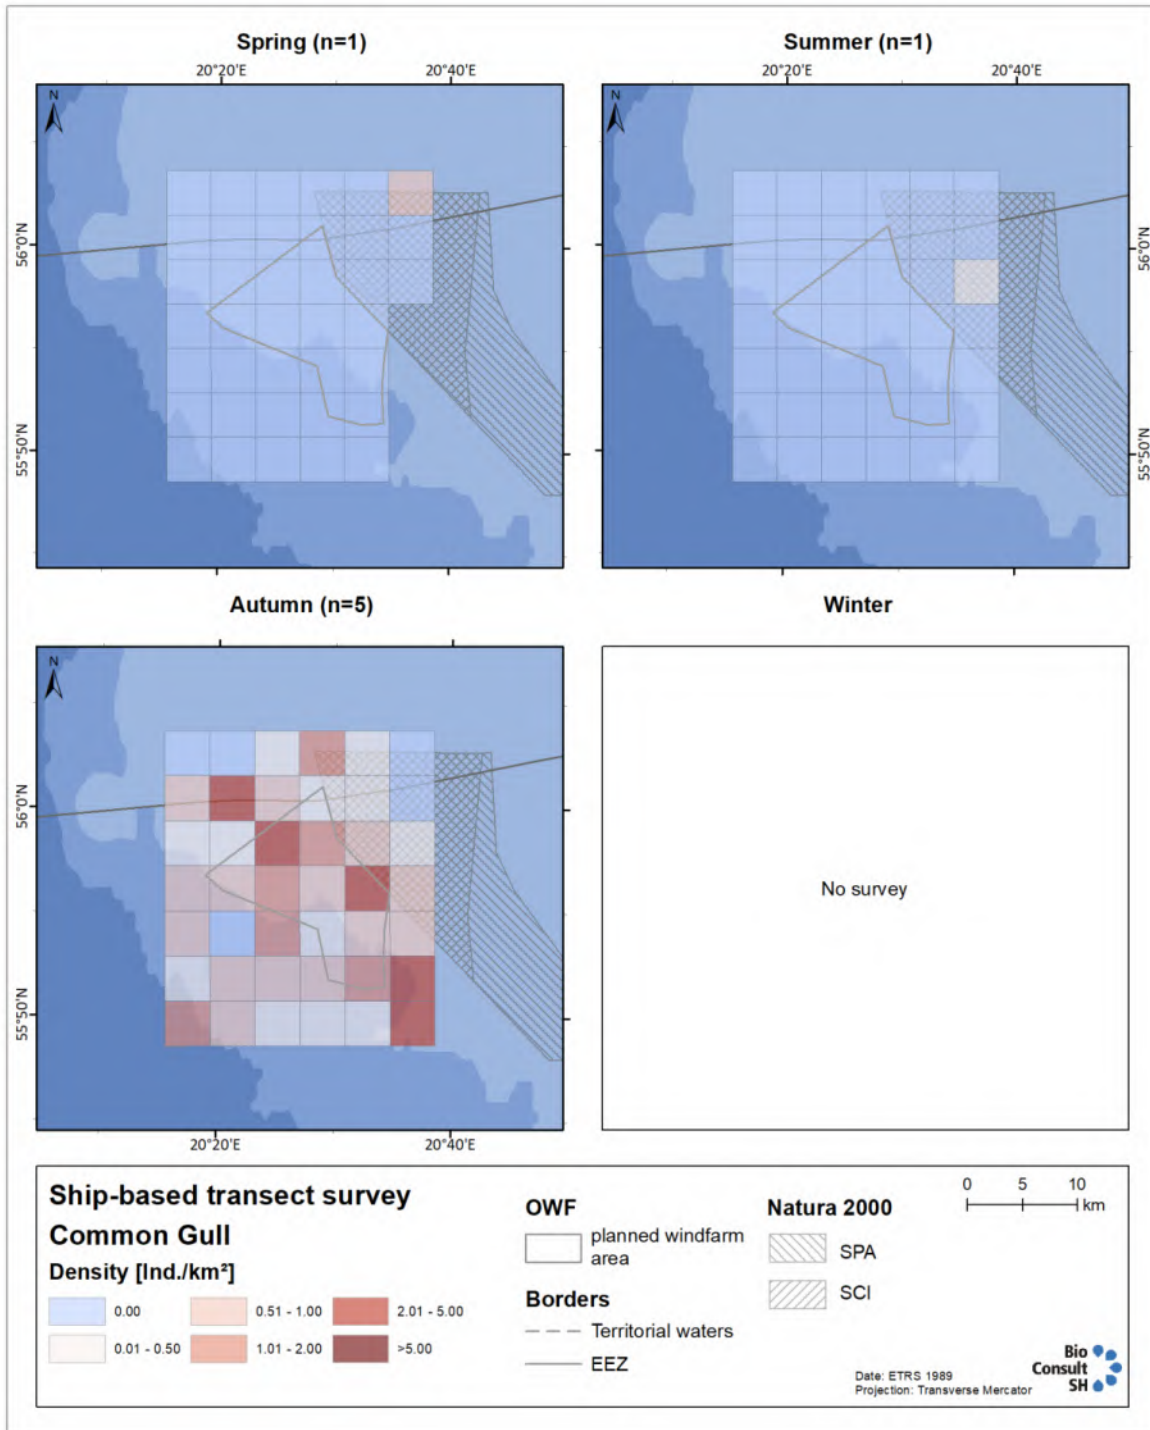 Spring (n=1)
Summer (n=1)
20°20'E
20°40'E
20°20'E
20°40'E
N
N
56°0'N
56°0'N
55°50'N
55°50'N
Autumn (n=5)
Winter
N
56°0'N
No survey
55°50'N
20°20'E
20°40'E
Ship-based transect survey
Common Gull
Density [Ind./km²]
0.00
0.51 - 1.00
2.01 - 5.00
0.01 - 0.50
1.01 - 2.00
>5.00
OWF
planned windfarm
area
Borders
Territorial waters
EEZ
Natura 2000
SPA
SCI
0 5 10
km
Date: ETRS 1989
Projection: Transverse Mercator
Bio
Consult
SH